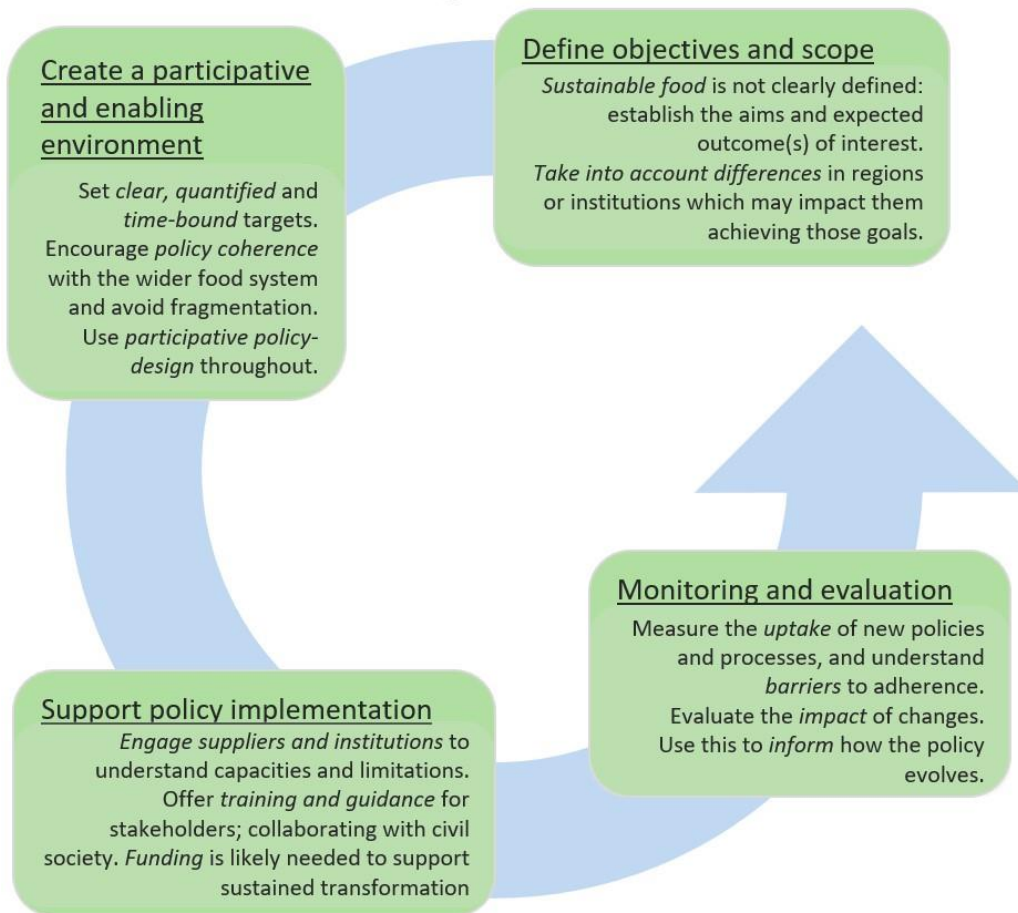 Create a participative
and enabling
environment
Set clear, quantified and
time-bound targets.
Encourage policy coherence
with the wider food system
and avoid fragmentation.
Use participative policy-
design throughout.
Define objectives and scope
Sustainable food is not clearly defined:
establish the aims and expected
outcome(s) of interest.
Take into account differences in regions
or institutions which may impact them
achieving those goals.
Support policy implementation
Engage suppliers and institutions to
understand capacities and limitations.
Offer training and guidance for
stakeholders; collaborating with civil
society. Funding is likely needed to support
sustained transformation
Monitoring and evaluation
Measure the uptake of new policies
and processes, and understand
barriers to adherence.
Evaluate the impact of changes.
Use this to inform how the policy
evolves.